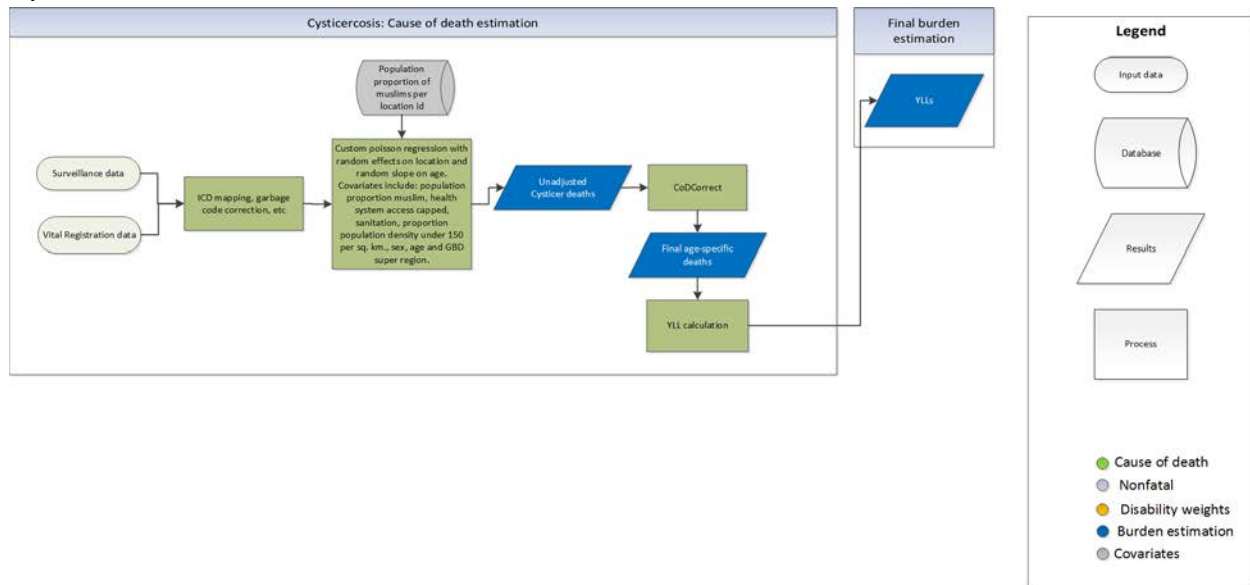 Cysticercosis: Cause of death estimation
Final burden
estimation
Legend
Population
proportion of
muslims per
location id
Surveillance data
Vital Registration data
ICD mapping, garbage
code correction, etc
Custom poisson regression with
random effects on location and
random slope on age.
Covariates include: population
proportion muslim, health
system access capped,
sanitation, proportion
population density under 150
per sq. km., sex, age and GBD
super region.
Unadjusted
Cysticer deaths
CoDCorrect
Final age-specific
deaths
YLL calculation
YLLs
Input data
Database
Results
Process
Cause of death
Nonfatal
Disability weights
Burden estimation
Covariates